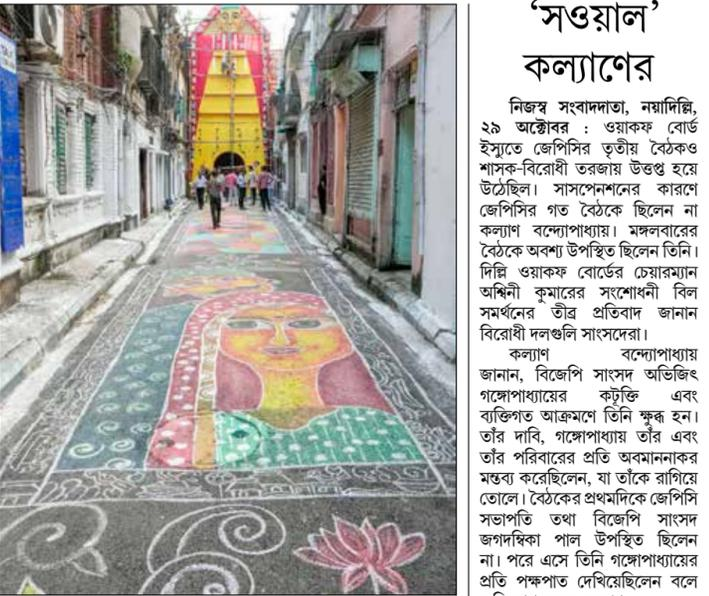 ‘সওয়াল’
কল্যাণের
নিজস্ব সংবাদদাতা, নয়াদিল্লি,
২৯ অক্টোবর : ওয়াকফ বোর্ড
ইস্যুতে জেপিসির তৃতীয় বৈঠকও
শাসক-বিরোধী তরজায় উত্তপ্ত হয়ে
উঠেছিল। সাসপেনশনের কারণে
জেপিসির গত বৈঠকে ছিলেন না
কল্যাণ বন্দ্যোপাধ্যায়। মঙ্গলবারের
বৈঠকে অবশ্য উপস্থিত ছিলেন তিনি।
দিল্লি ওয়াকফ বোর্ডের চেয়ারম্যান
অশ্বিনী কুমারের সংশোধনী বিল
সমর্থনের তীব্র প্রতিবাদ জানান
বিরোধী দলগুলি সাংসদেরা।
কল্যাণ বন্দ্যোপাধ্যায়
জানান, বিজেপি সাংসদ অভিজিৎ
গঙ্গোপাধ্যায়ের কটূক্তি এবং
ব্যক্তিগত আক্রমণে তিনি ক্ষুব্ধ হন।
তাঁর দাবি, গঙ্গোপাধ্যায় তাঁর এবং
তাঁর পরিবারের প্রতি অবমাননাকর
মন্তব্য করেছিলেন, যা তাঁকে রাগিয়ে
তোলে। বৈঠকের প্রথমদিকে জেপিসি
সভাপতি তথা বিজেপি সাংসদ
জগদম্বিকা পাল উপস্থিত ছিলেন
না। পরে এসে তিনি গঙ্গোপাধ্যায়ের
প্রতি পক্ষপাত দেখিয়েছিলেন বলে